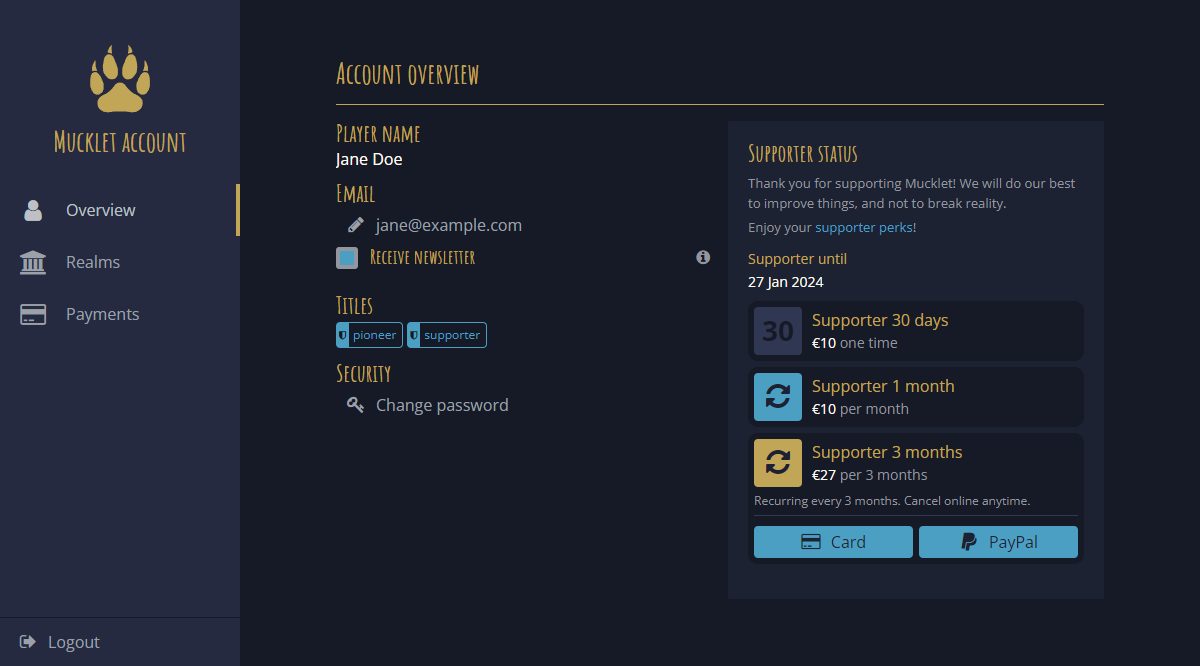 Mucklet account
Overview
Realms
Payments
Logout
Account overview
Player name
Jane Doe
Email
jane@example.com
Receive newsletter
Titles
pioneer
supporter
Security
Change password
Supporter status
Thank you for supporting Mucklet! We will do our best
to improve things, and not to break reality.
Enjoy your supporter perks!
Supporter until
27 Jan 2024
30
Supporter 30 days
€10 one time
Supporter 1 month
€10 per month
Supporter 3 months
€27 per 3 months
Recurring every 3 months. Cancel online anytime.
Card
PayPal